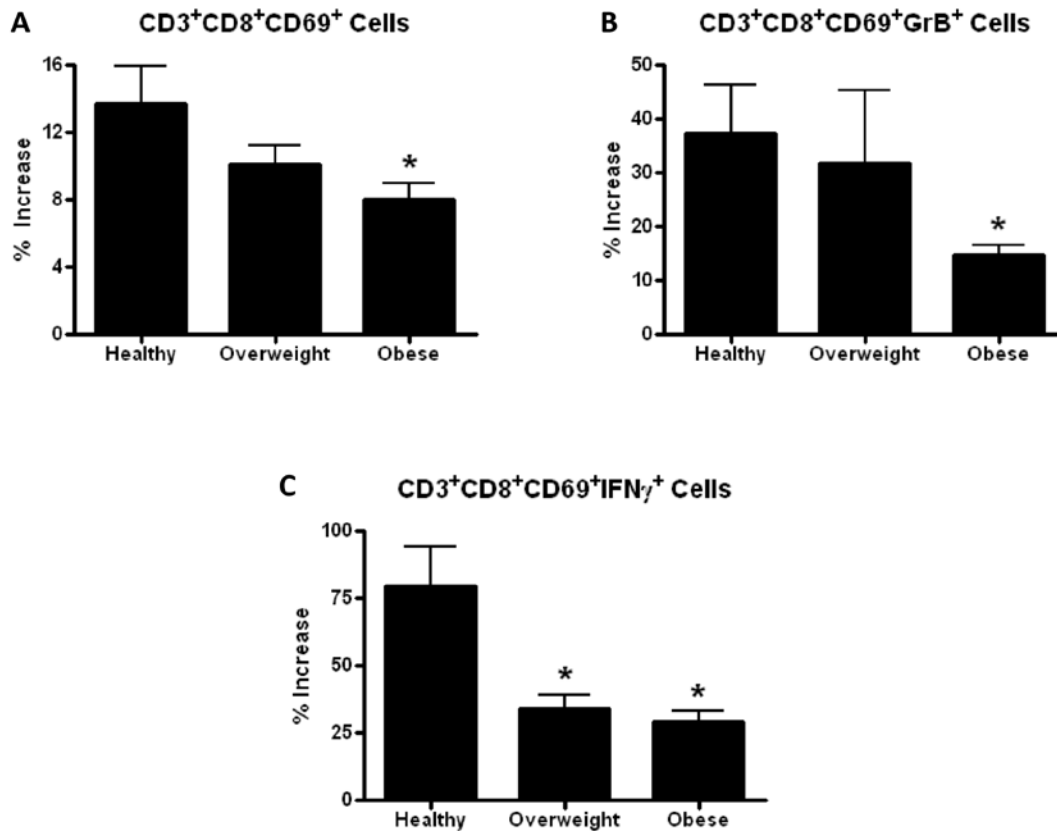 A
CD3⁺CD8⁺CD69⁺ Cells
% Increase
16
12
8
4
0
*
Healthy Overweight Obese
B
CD3⁺CD8⁺CD69⁺GrB⁺ Cells
% Increase
50
40
30
20
10
0
*
Healthy Overweight Obese
C
CD3⁺CD8⁺CD69⁺IFNγ⁺ Cells
% Increase
100
75
50
25
0
*
*
Healthy Overweight Obese